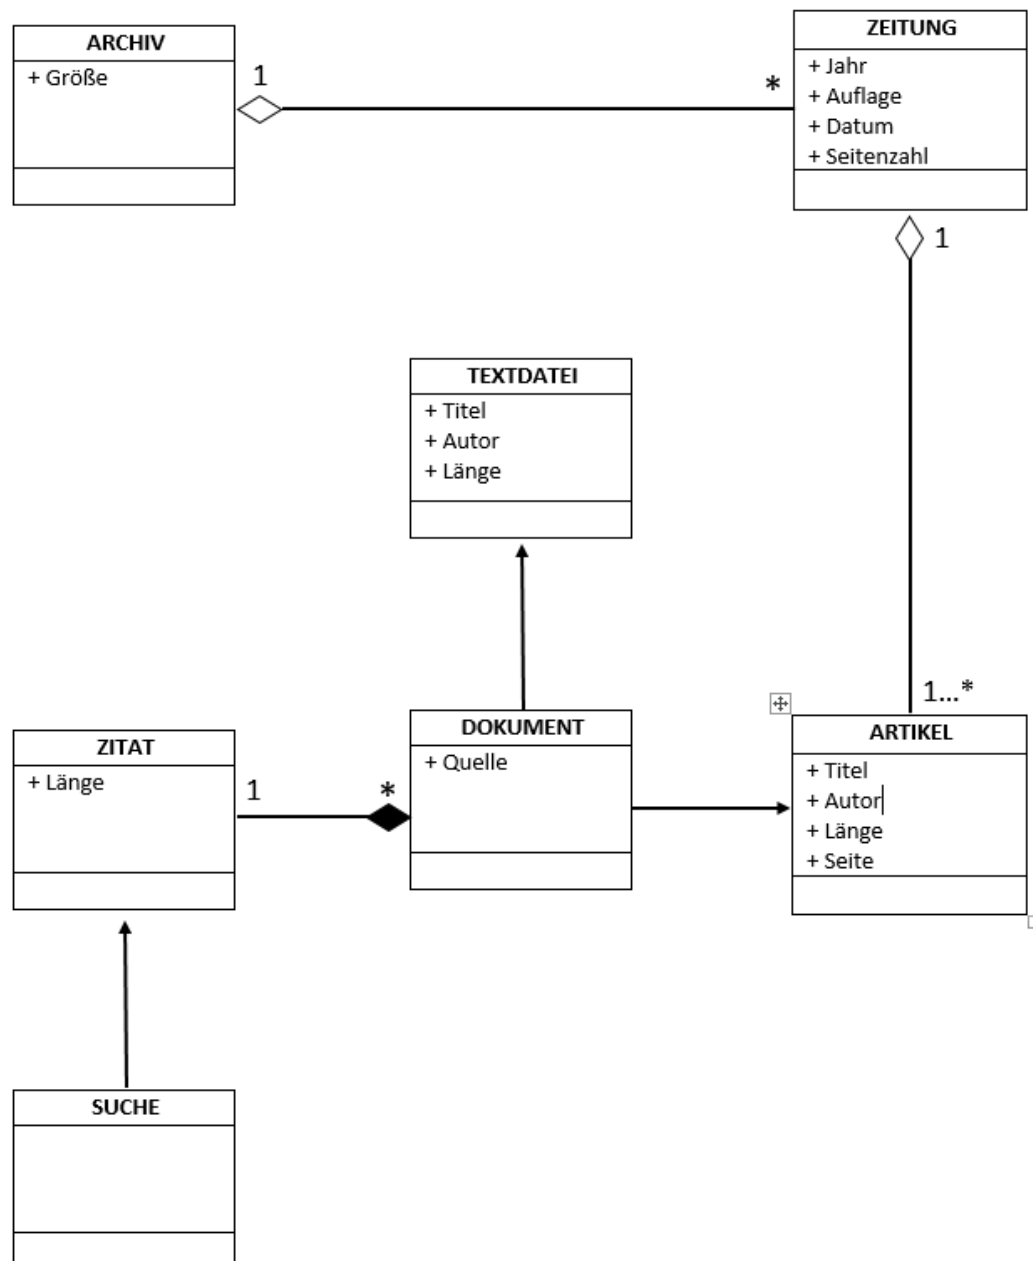 ARCHIV
+ Größe
1
*
ZEITUNG
+ Jahr
+ Auflage
+ Datum
+ Seitenzahl
1
TEXTDATEI
+ Titel
+ Autor
+ Länge
1...*
ZITAT
+ Länge
1
*
DOKUMENT
+ Quelle
ARTIKEL
+ Titel
+ Autor
+ Länge
+ Seite
SUCHE